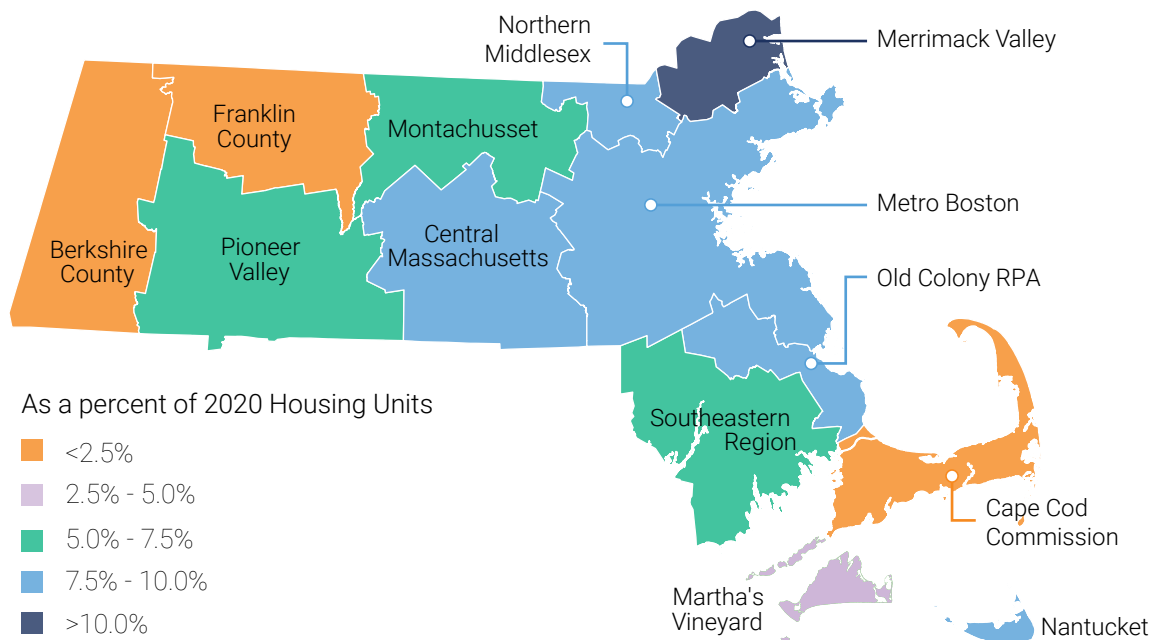 Northern
Middlesex
Merrimack Valley
Franklin
County
Montachusset
Metro Boston
Berkshire
County
Pioneer
Valley
Central
Massachusetts
Old Colony RPA
As a percent of 2020 Housing Units
<2.5%
2.5% - 5.0%
5.0% - 7.5%
7.5% - 10.0%
>10.0%
Southeastern
Region
Cape Cod
Commission
Martha's
Vineyard
Nantucket